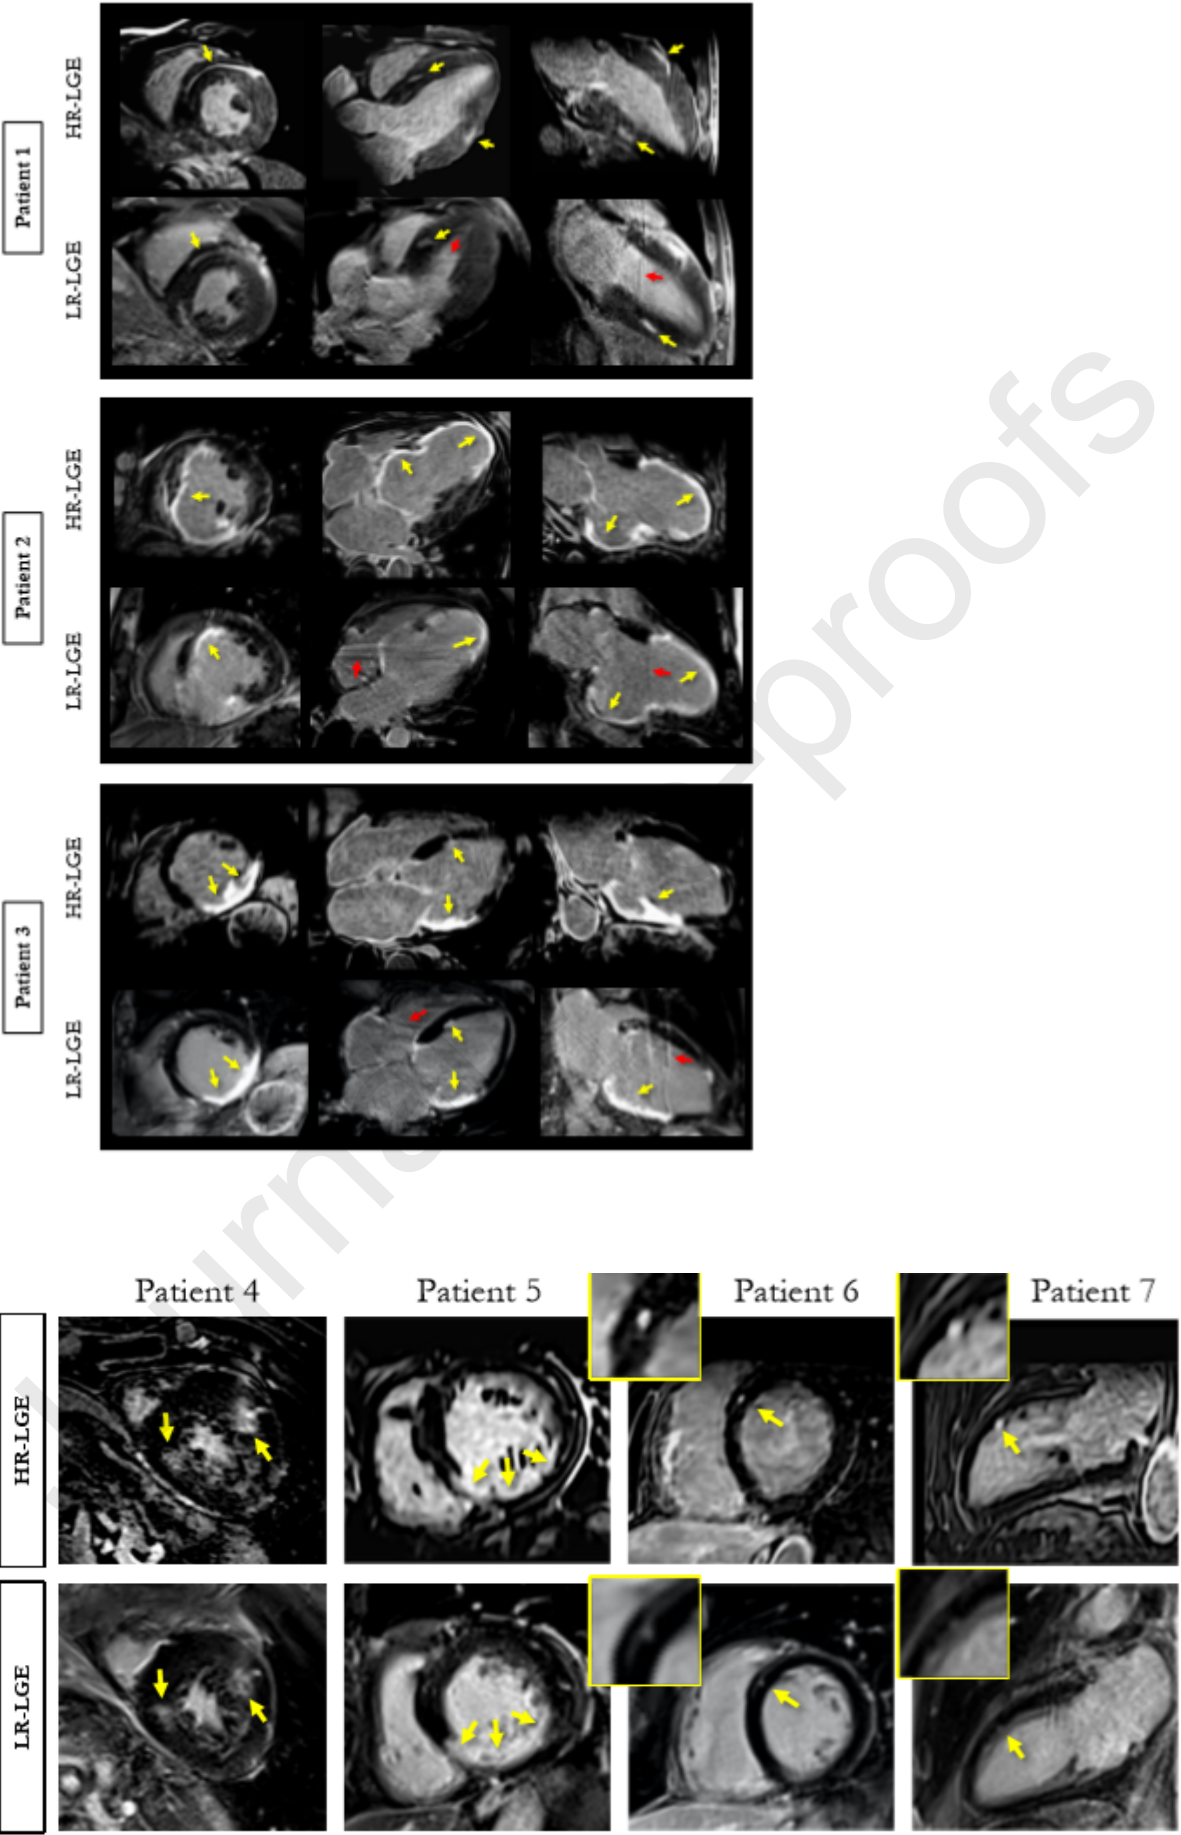 Patient 1
HR-LGE
LR-LGE
Patient 2
HR-LGE
LR-LGE
Patient 3
HR-LGE
LR-LGE
Patient 4
Patient 5
Patient 6
Patient 7
HR-LGE
LR-LGE
-proofs